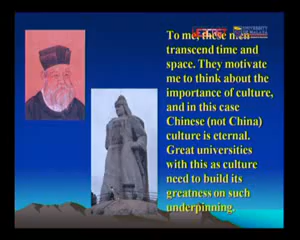 To me, these men
transcend time and
space. They motivate
me to think about the
importance of culture,
and in this case
Chinese (not China)
culture is eternal.
Great universities
with this as culture
need to build its
greatness on such
underpinning.